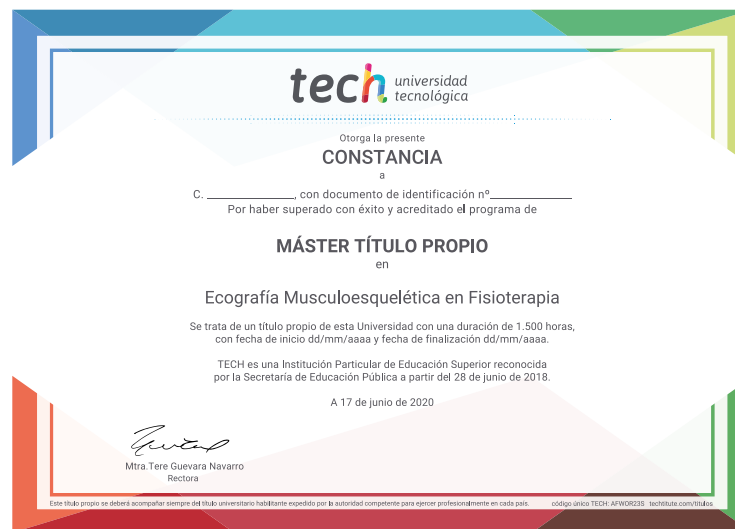 tech universidad
tecnológica
Otorga la presente
CONSTANCIA
a
C. ______________, con documento de identificación nº______________
Por haber superado con éxito y acreditado el programa de
MÁSTER TÍTULO PROPIO
en
Ecografía Musculoesquelética en Fisioterapia
Se trata de un título propio de esta Universidad con una duración de 1.500 horas,
con fecha de inicio dd/mm/aaaa y fecha de finalización dd/mm/aaaa.
TECH es una Institución Particular de Educación Superior reconocida
por la Secretaría de Educación Pública a partir del 28 de junio de 2018.
A 17 de junio de 2020
Mtra.Tere Guevara Navarro
Rectora
Este título propio se deberá acompañar siempre del título universitario habilitante expedido por la autoridad competente para ejercer profesionalmente en cada país. código único TECH: AFWOR23S techtitute.com/títulos